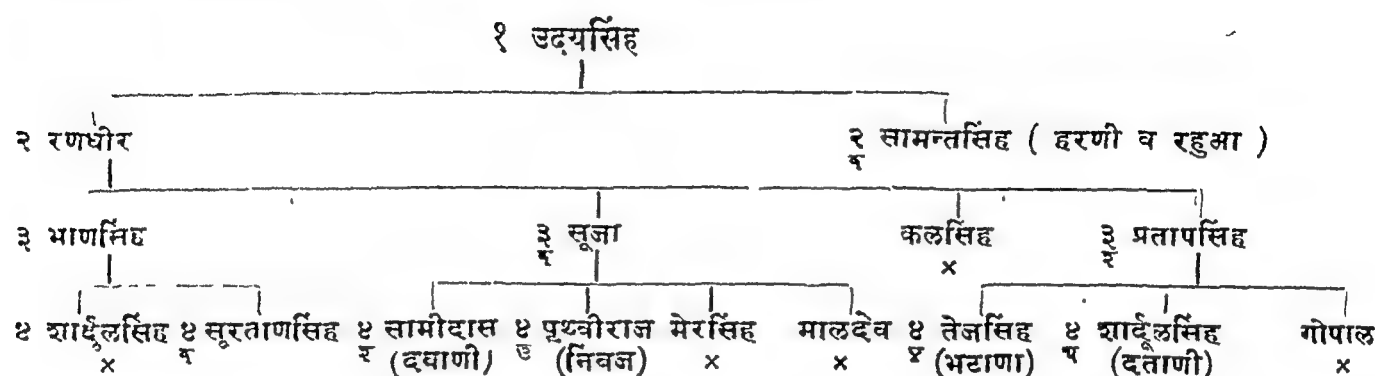 १ उदयसिंह
२ रणधीर २ सामन्तसिंह ( हरणी व रहुआ )
३ भाणसिंह ३ सूजा कलसिंह ३ प्रतापसिंह
×
४ शार्दुलसिंह ४ सूरताणसिंह ४ सामीदास ४ पृथ्वीराज मेरसिंह मालदेव ४ तेजसिंह ४ शार्दूलसिंह गोपाल
× (दधाणी) (निवज) × × (भटाणा) (दताणी) ×